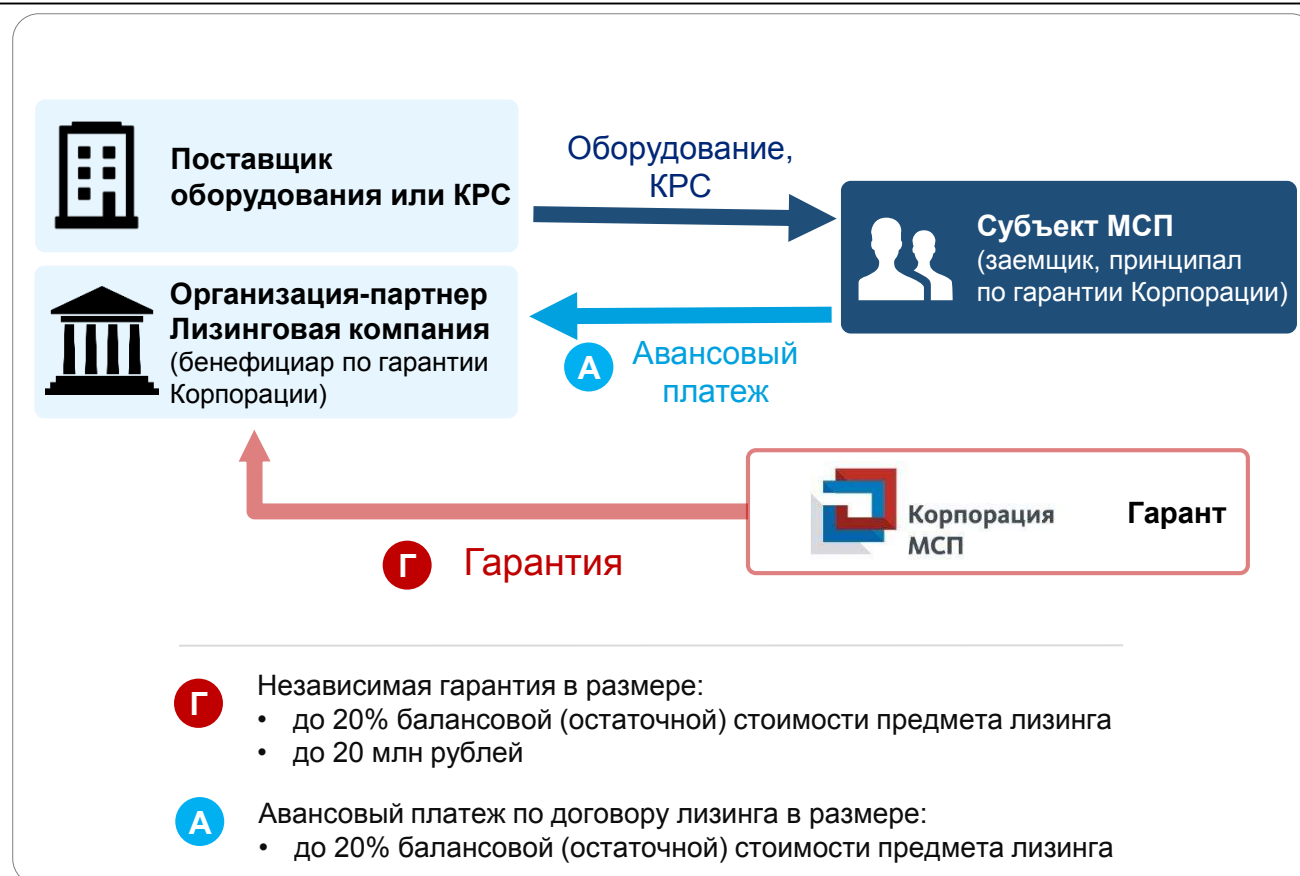 Поставщик
оборудования или КРС
Оборудование,
КРС
Субъект МСП
(заемщик, принципал
по гарантии Корпорации)
Организация-партнер
Лизинговая компания
(бенефициар по гарантии
Корпорации)
А
Авансовый
платеж
Корпорация
МСП
Гарант
Г
Гарантия
Г
Независимая гарантия в размере:
• до 20% балансовой (остаточной) стоимости предмета лизинга
• до 20 млн рублей
А
Авансовый платеж по договору лизинга в размере:
• до 20% балансовой (остаточной) стоимости предмета лизинга